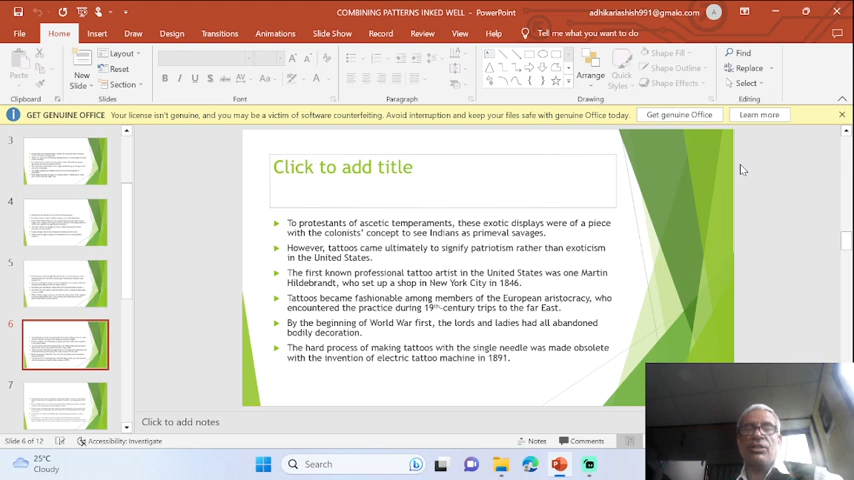 COMBINING PATTERNS INKED WELL - PowerPoint
adhikariashish991@gmalo.com
A
File Home Insert Draw Design Transitions Animations Slide Show Record Review View Help Tell me what you want to do
Paste
New
Slide
Layout
Reset
Section
B I U S
Arrange
Quick
Styles
Shape Fill
Shape Outline
Shape Effects
Find
Replace
Select
Clipboard Slides Font Paragraph Drawing Editing
GET GENUINE OFFICE Your license isn't genuine, and you may be a victim of software counterfeiting. Avoid interruption and keep your files safe with genuine Office today. Get genuine Office Learn more
3
4
5
6
7
Click to add title
To protestants of ascetic temperaments, these exotic displays were of a piece
with the colonists' concept to see Indians as primeval savages.
However, tattoos came ultimately to signify patriotism rather than exoticism
in the United States.
The first known professional tattoo artist in the United States was one Martin
Hildebrandt, who set up a shop in New York City in 1846.
Tattoos became fashionable among members of the European aristocracy, who
encountered the practice during 19th-century trips to the far East.
By the beginning of World War first, the lords and ladies had all abandoned
bodily decoration.
The hard process of making tattoos with the single needle was made obsolete
with the invention of electric tattoo machine in 1891.
Click to add notes
Slide 6 of 12 Accessibility: Investigate Notes Comments
25°C
Cloudy
Search